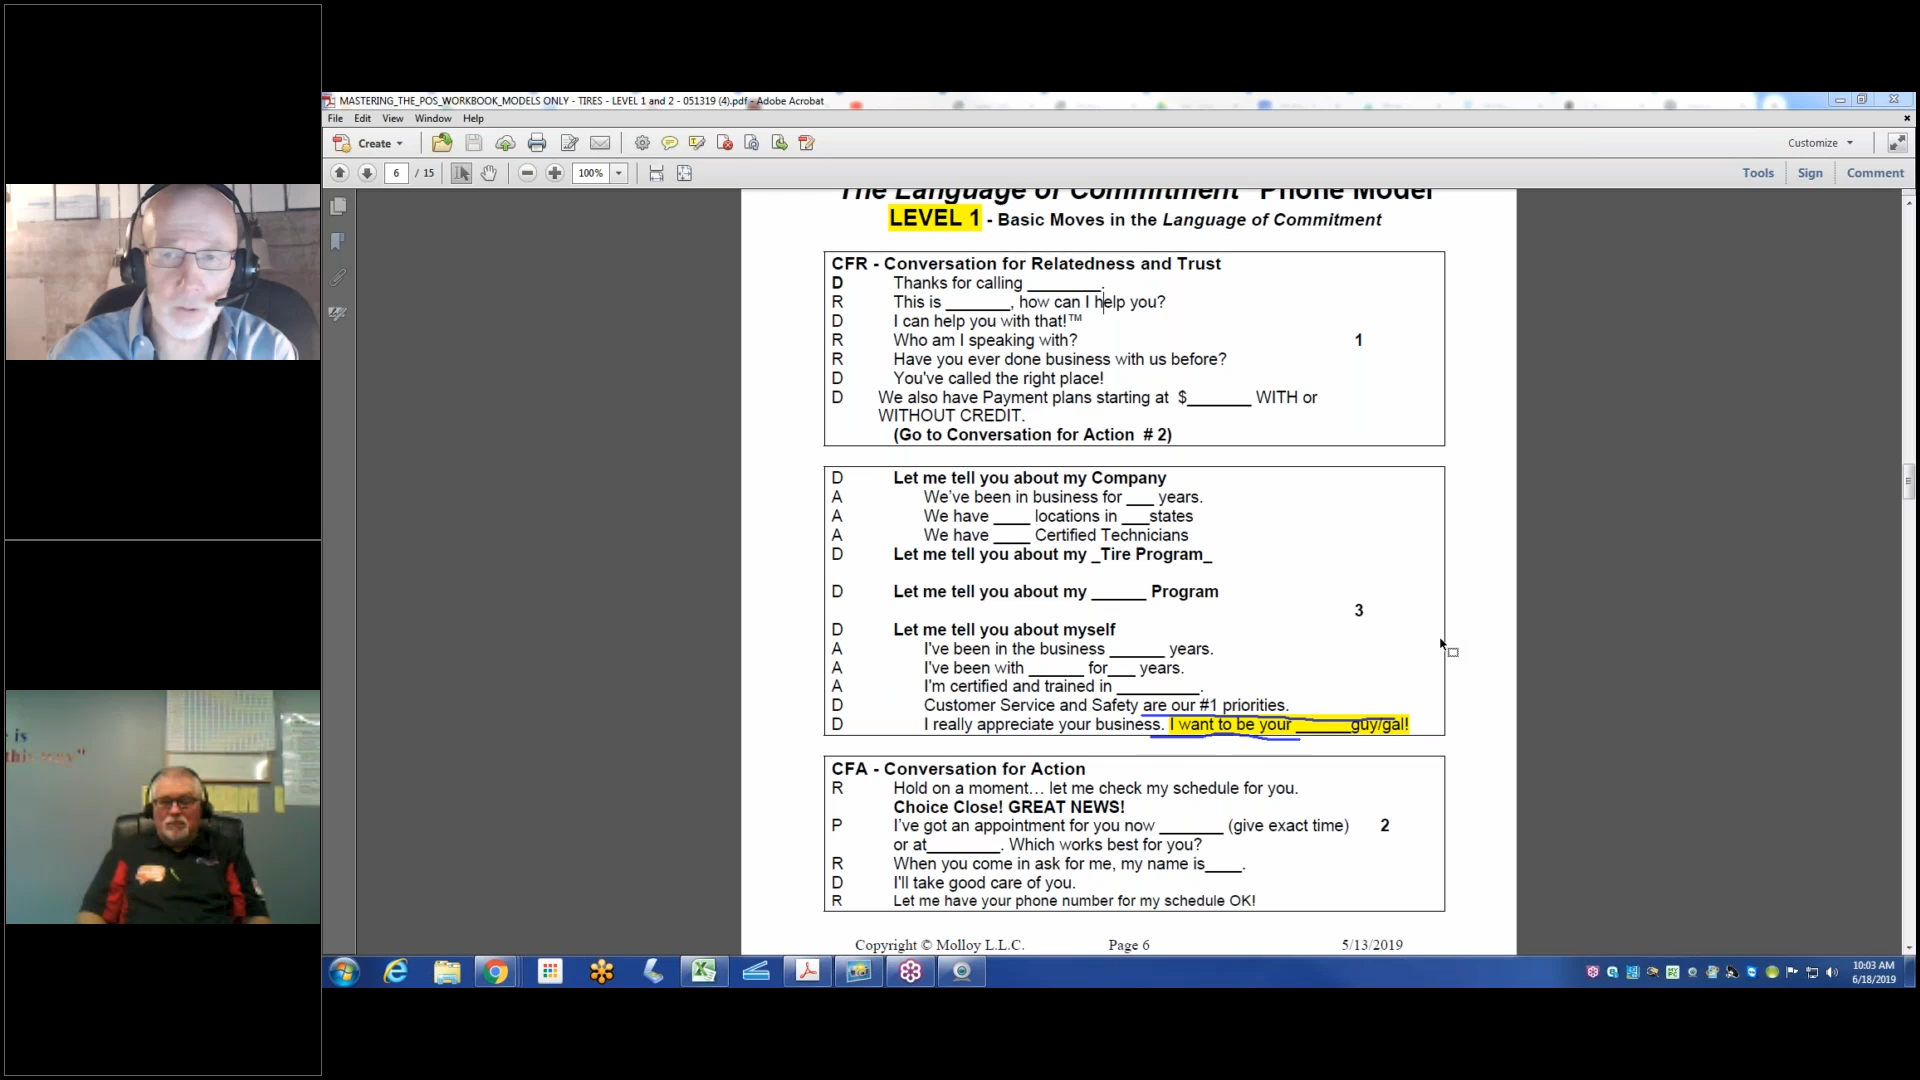 MASTERING_THE_POS_WORKBOOK_MODELS ONLY - TIRES - LEVEL 1 and 2 - 051319 (4).pdf - Adobe Acrobat
File Edit View Window Help
Create
Customize
6 / 15
100%
Tools Sign Comment
The Language of Commitment Phone Model
LEVEL 1 - Basic Moves in the Language of Commitment
CFR - Conversation for Relatedness and Trust
D Thanks for calling ________.
R This is _______, how can I help you?
D I can help you with that!™
R Who am I speaking with? 1
R Have you ever done business with us before?
D You've called the right place!
D We also have Payment plans starting at $_______ WITH or
WITHOUT CREDIT.
(Go to Conversation for Action # 2)
D Let me tell you about my Company
A We've been in business for ___ years.
A We have ____ locations in ___states
A We have ____ Certified Technicians
D Let me tell you about my _Tire Program_
D Let me tell you about my ______ Program
3
D Let me tell you about myself
A I've been in the business ______ years.
A I've been with ______ for___ years.
A I'm certified and trained in _________.
D Customer Service and Safety are our #1 priorities.
D I really appreciate your business. I want to be your ______guy/gal!
CFA - Conversation for Action
R Hold on a moment… let me check my schedule for you.
Choice Close! GREAT NEWS!
P I've got an appointment for you now _______ (give exact time) 2
or at________. Which works best for you?
R When you come in ask for me, my name is____.
D I'll take good care of you.
R Let me have your phone number for my schedule OK!
Copyright © Molloy L.L.C. Page 6 5/13/2019
10:03 AM
6/18/2019
is
this way"